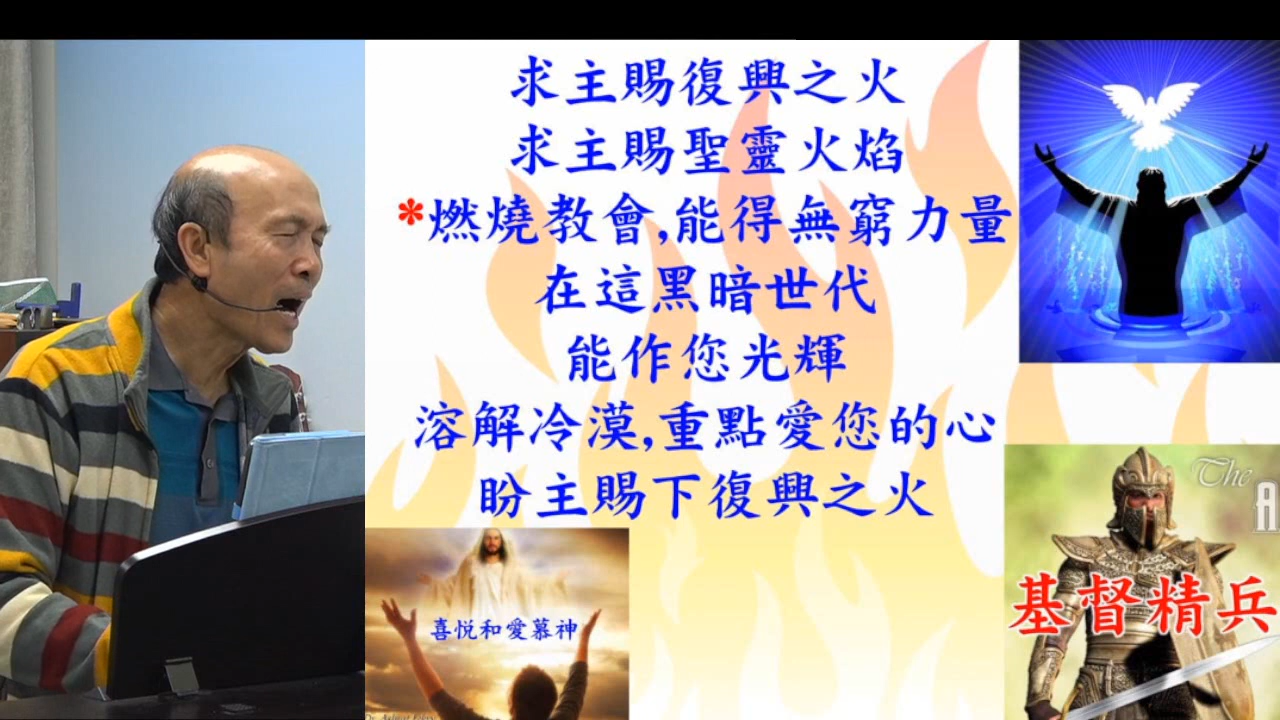 求主賜復興之火
求主賜聖靈火焰
*燃燒教會,能得無窮力量
在這黑暗世代
能作您光輝
溶解冷漠,重點愛您的心
盼主賜下復興之火
喜悅和愛慕神
The
A
基督精兵